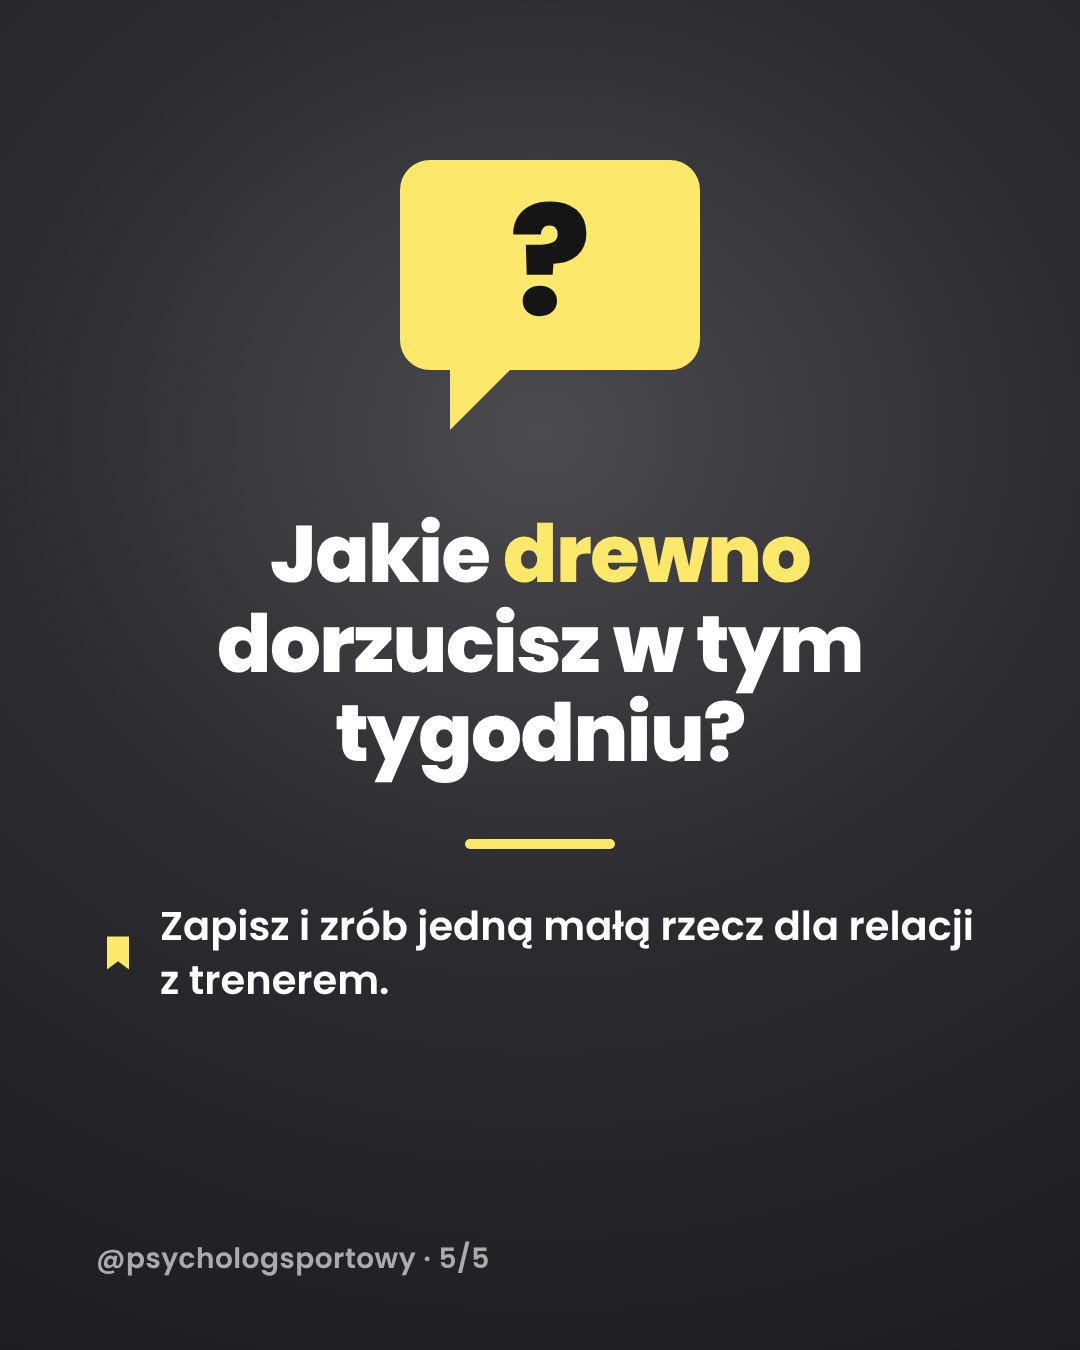 ?
Jakie drewno
dorzucisz w tym
tygodniu?
Zapisz i zrób jedną małą rzecz dla relacji
z trenerem.
@psychologsportowy · 5/5